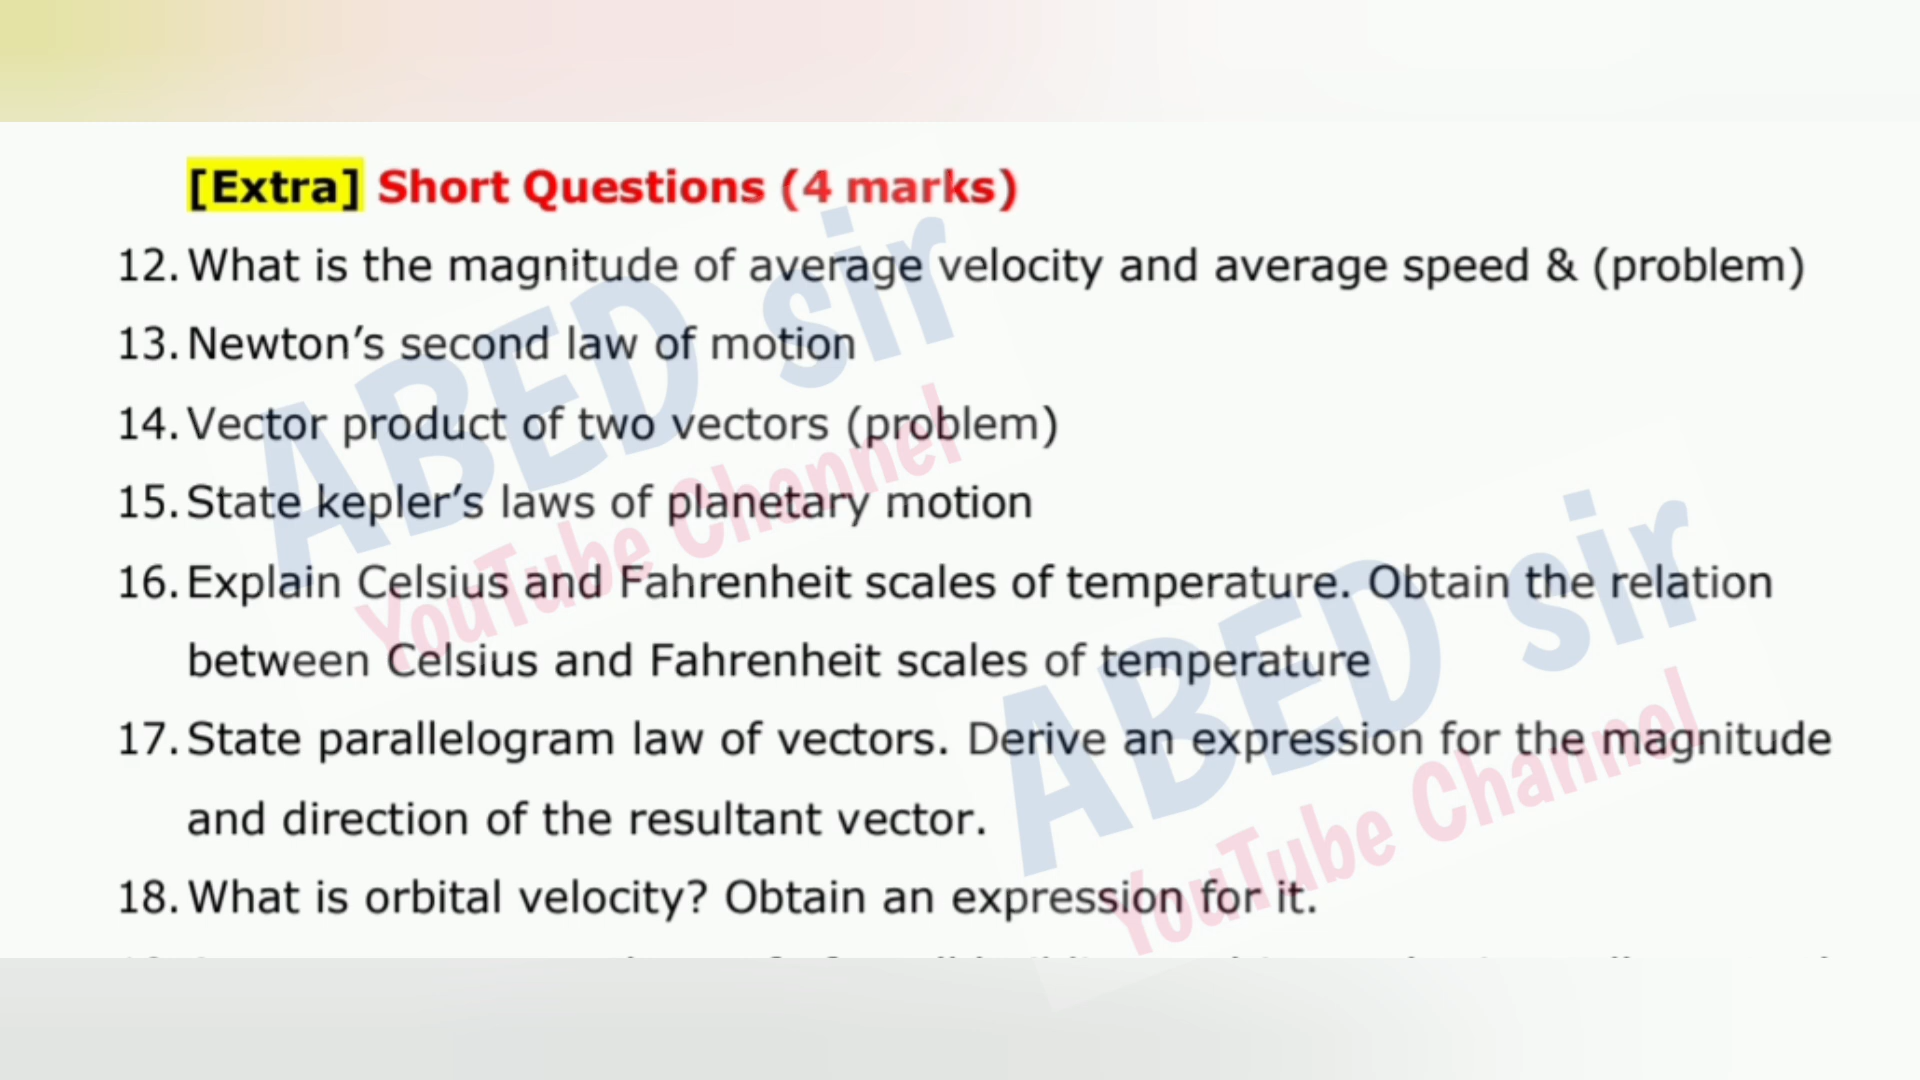 [Extra] Short Questions (4 marks)
12. What is the magnitude of average velocity and average speed & (problem)
13. Newton’s second law of motion
14. Vector product of two vectors (problem)
15. State kepler’s laws of planetary motion
16. Explain Celsius and Fahrenheit scales of temperature. Obtain the relation
between Celsius and Fahrenheit scales of temperature
17. State parallelogram law of vectors. Derive an expression for the magnitude
and direction of the resultant vector.
18. What is orbital velocity? Obtain an expression for it.
ABED sir
YouTube Channel
ABED sir
YouTube Channel